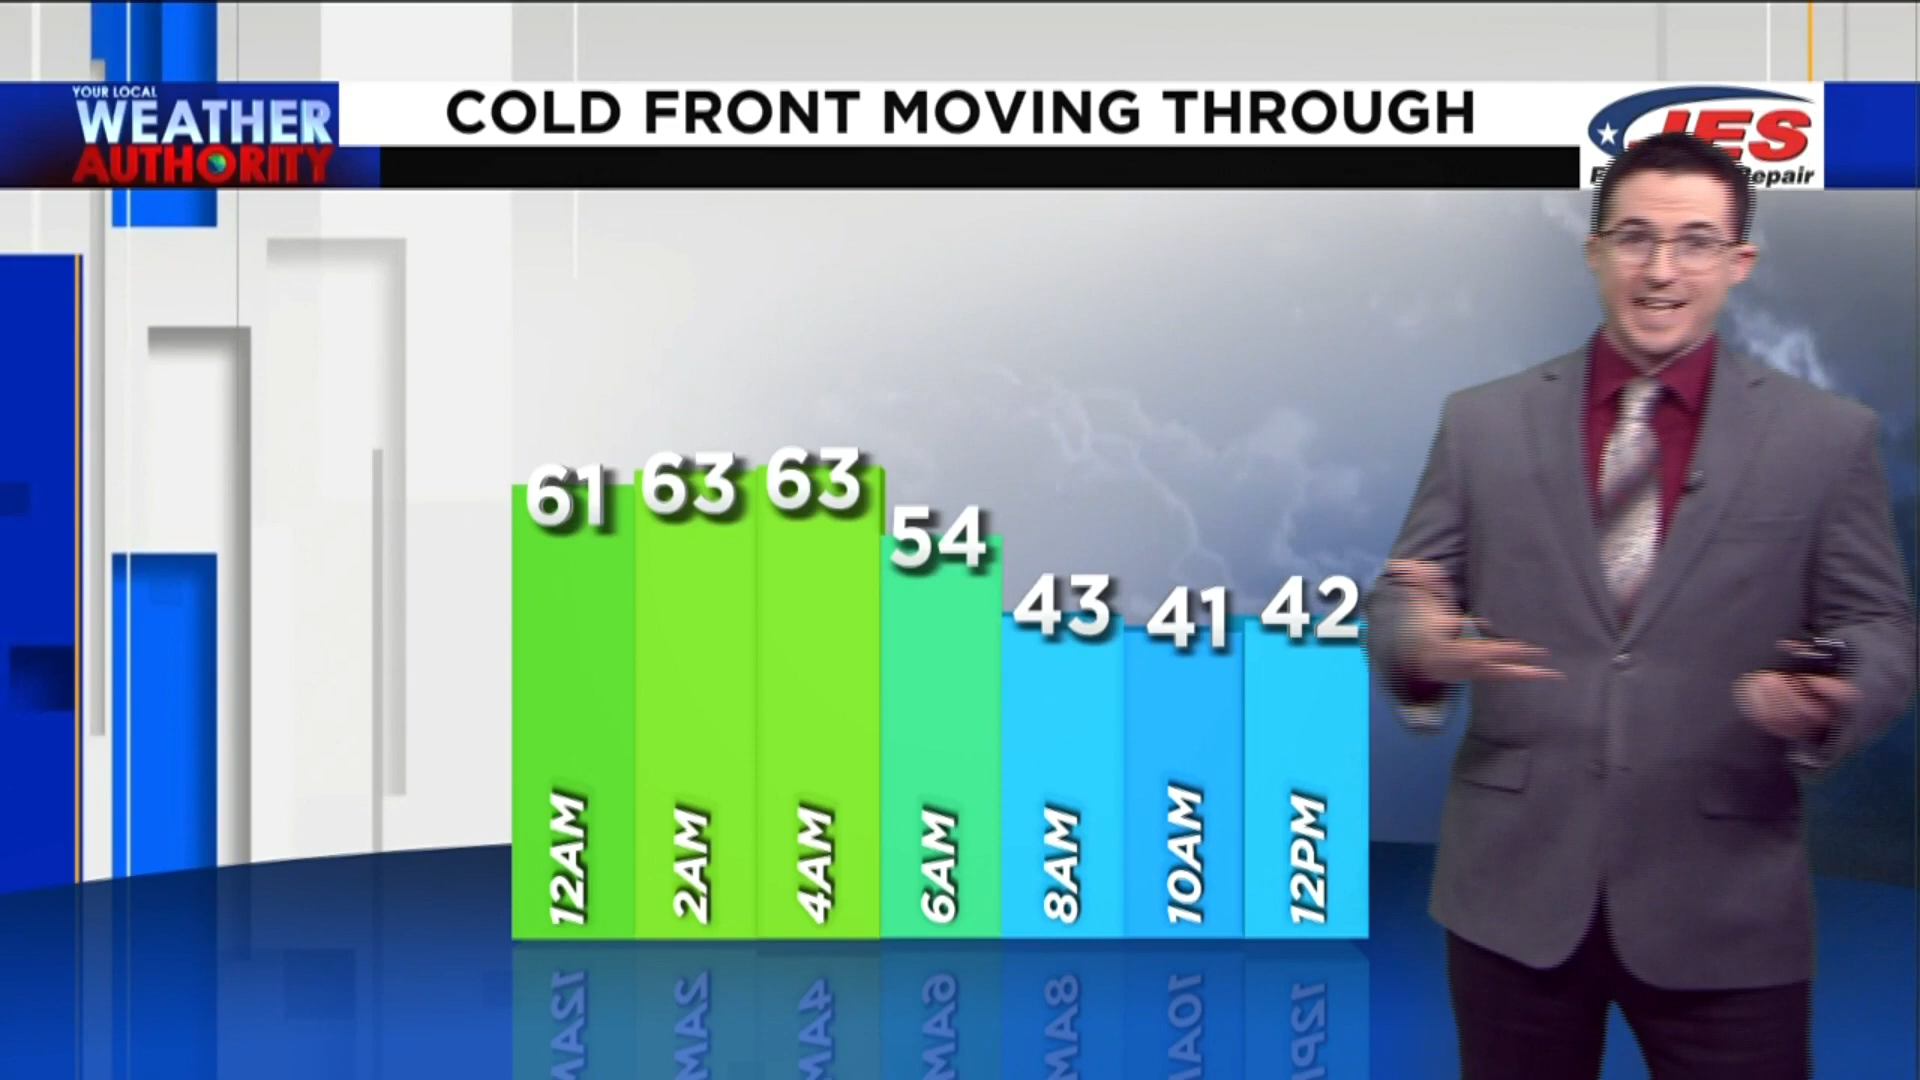 YOUR LOCAL
WEATHER
AUTHORITY
COLD FRONT MOVING THROUGH
JES
epair
61 63 63 54 43 41 42
12AM 2AM 4AM 6AM 8AM 10AM 12PM